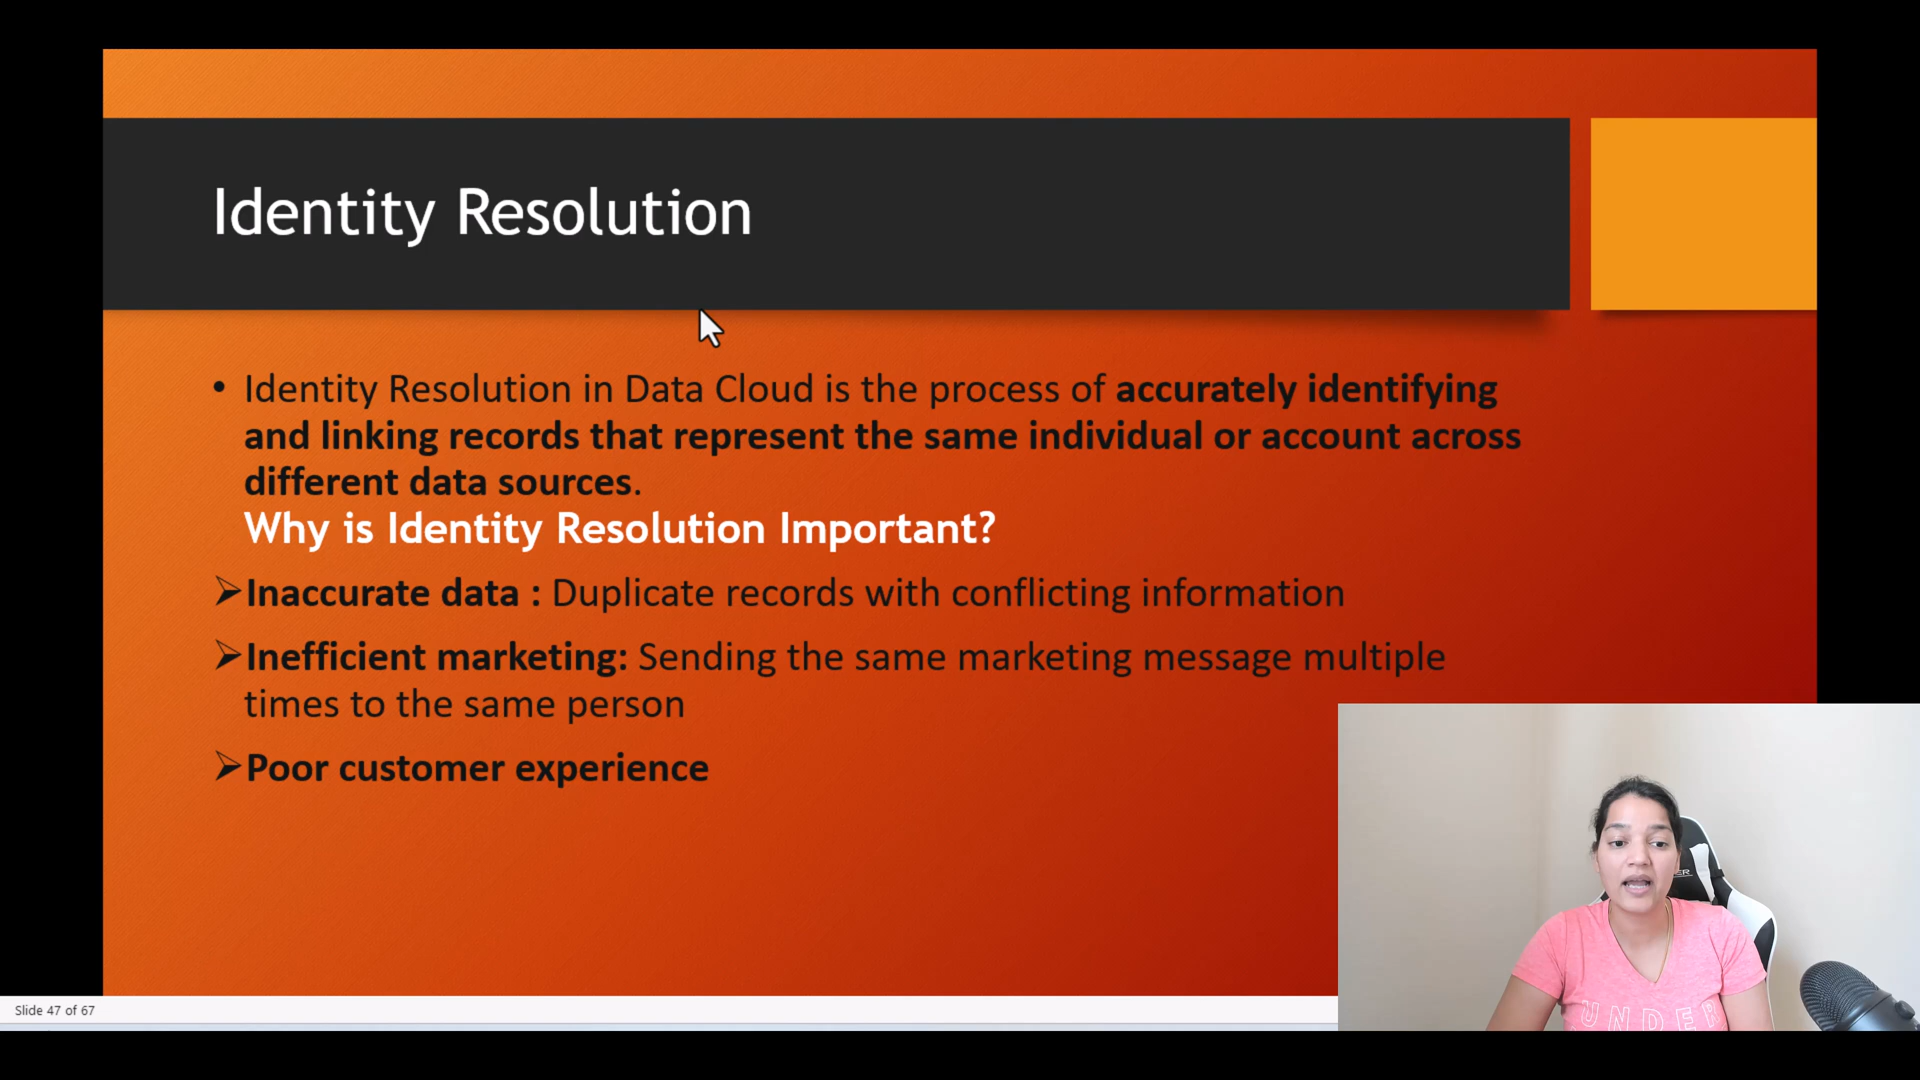 Identity Resolution
• Identity Resolution in Data Cloud is the process of accurately identifying
and linking records that represent the same individual or account across
different data sources.
Why is Identity Resolution Important?
➢Inaccurate data : Duplicate records with conflicting information
➢Inefficient marketing: Sending the same marketing message multiple
times to the same person
➢Poor customer experience
ER
UNDER
Slide 47 of 67